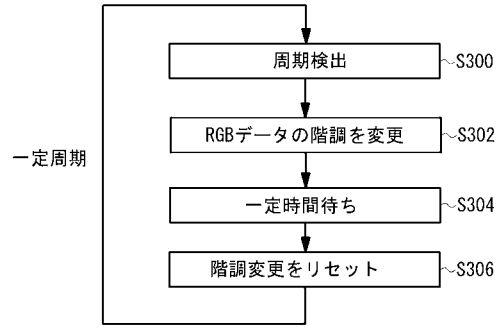 周期検出 S300
RGBデータの階調を変更 S302
一定周期
一定時間待ち S304
階調変更をリセット S306